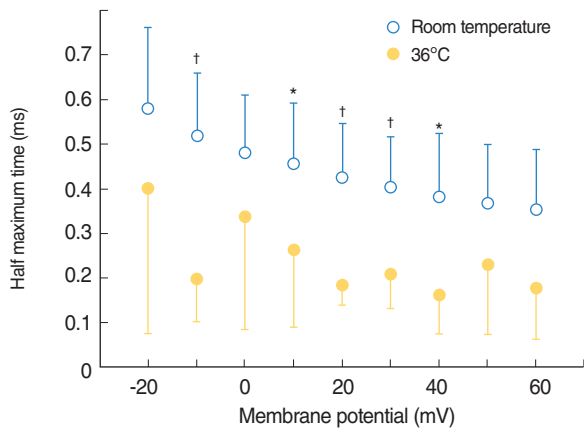 Room temperature
36°C
Half maximum time (ms)
0.7
0.6
0.5
0.4
0.3
0.2
0.1
0
† * † † *
-20 0 20 40 60
Membrane potential (mV)